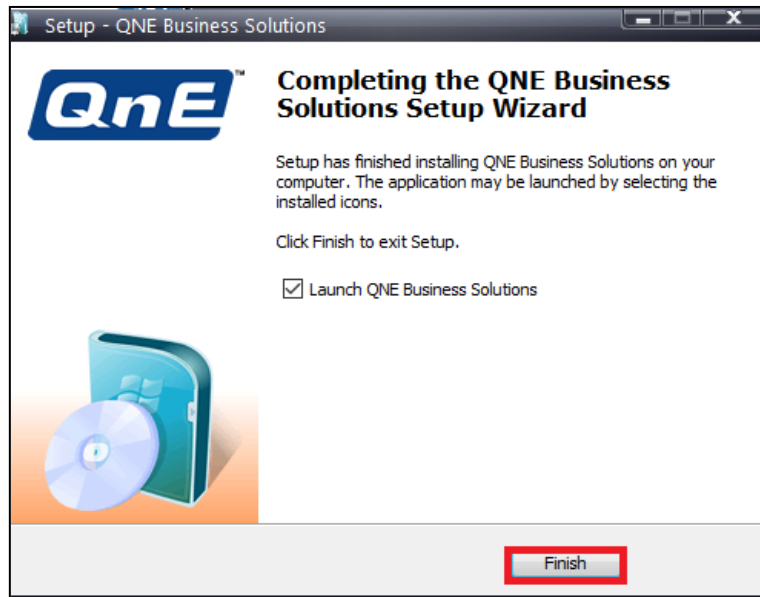 Setup - QNE Business Solutions
QnE™
Completing the QNE Business
Solutions Setup Wizard
Setup has finished installing QNE Business Solutions on your
computer. The application may be launched by selecting the
installed icons.
Click Finish to exit Setup.
Launch QNE Business Solutions
Finish